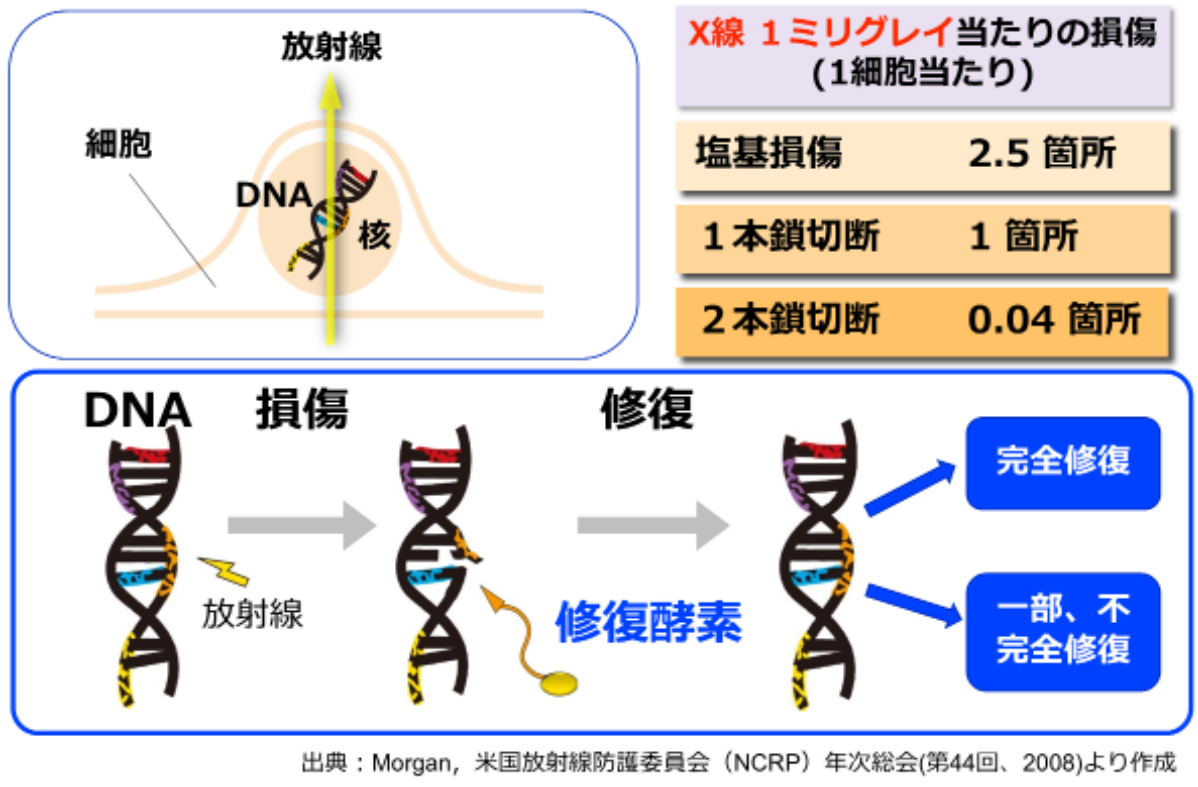 放射線
細胞
DNA
核
X線 1ミリグレイ当たりの損傷
(1細胞当たり)
塩基損傷 2.5 箇所
1本鎖切断 1 箇所
2本鎖切断 0.04 箇所
DNA 損傷 修復
放射線
修復酵素
完全修復
一部、不
完全修復
出典：Morgan，米国放射線防護委員会（NCRP）年次総会(第44回、2008)より作成